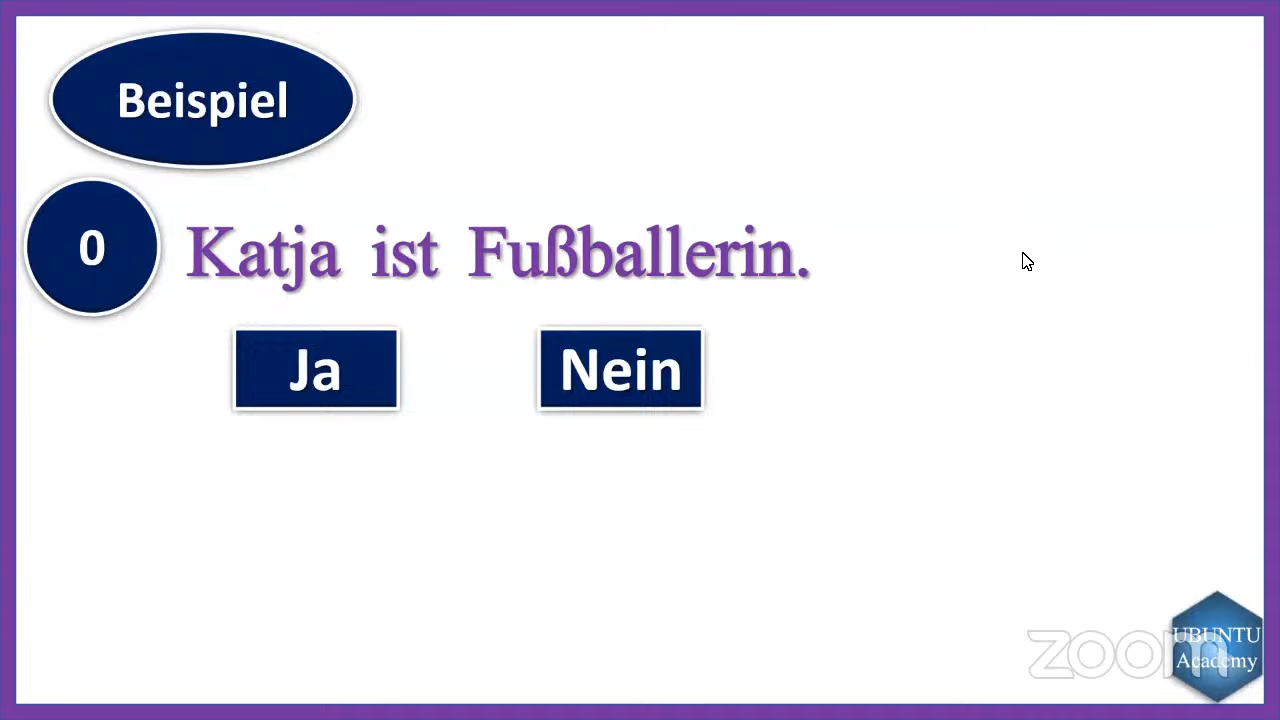 Beispiel
0
Katja ist Fußballerin.
Ja
Nein
zoom
UBUNTU
Academy